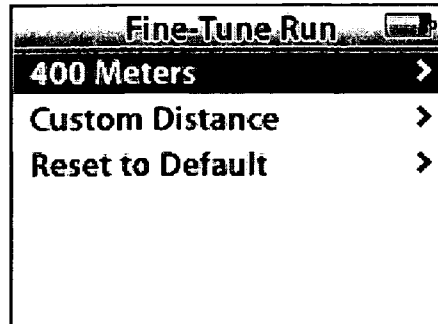 Fine-Tune Run
400 Meters >
Custom Distance >
Reset to Default >